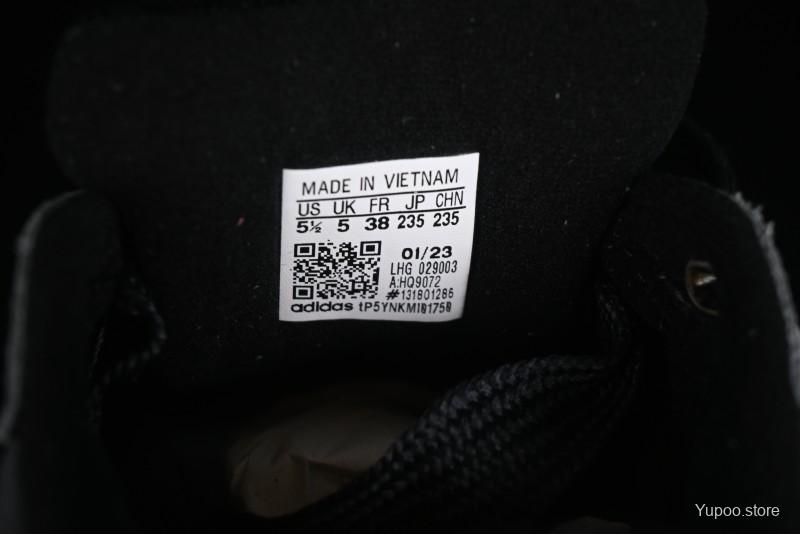 MADE IN VIETNAM
US UK FR JP CHN
5½ 5 38 235 235
01/23
LHG 029003
A:HQ9072
#131801286
adidas tP5YNKMI01750
Yupoo.store